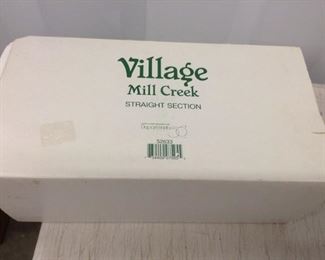 Village
Mill Creek
STRAIGHT SECTION
52633